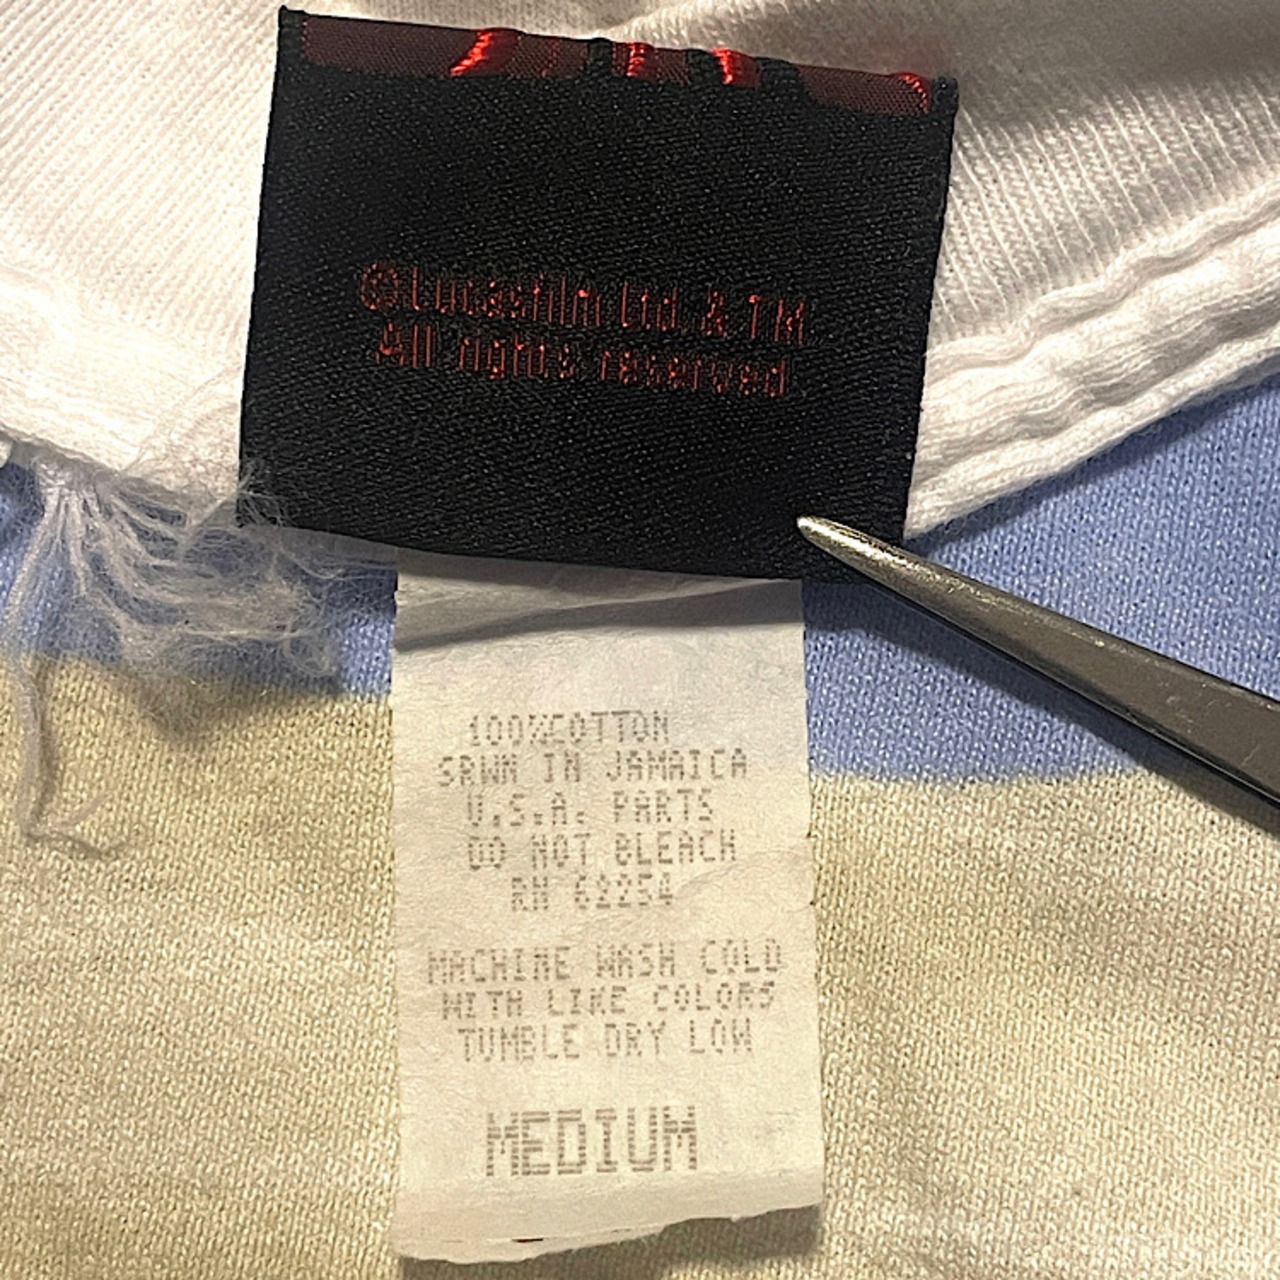 ©Lucasfilm Ltd. & TM
All rights reserved
100%COTTON
SRWN IN JAMAICA
U.S.A. PARTS
DO NOT BLEACH
RN 62254
MACHINE WASH COLD
WITH LIKE COLORS
TUMBLE DRY LOW
MEDIUM